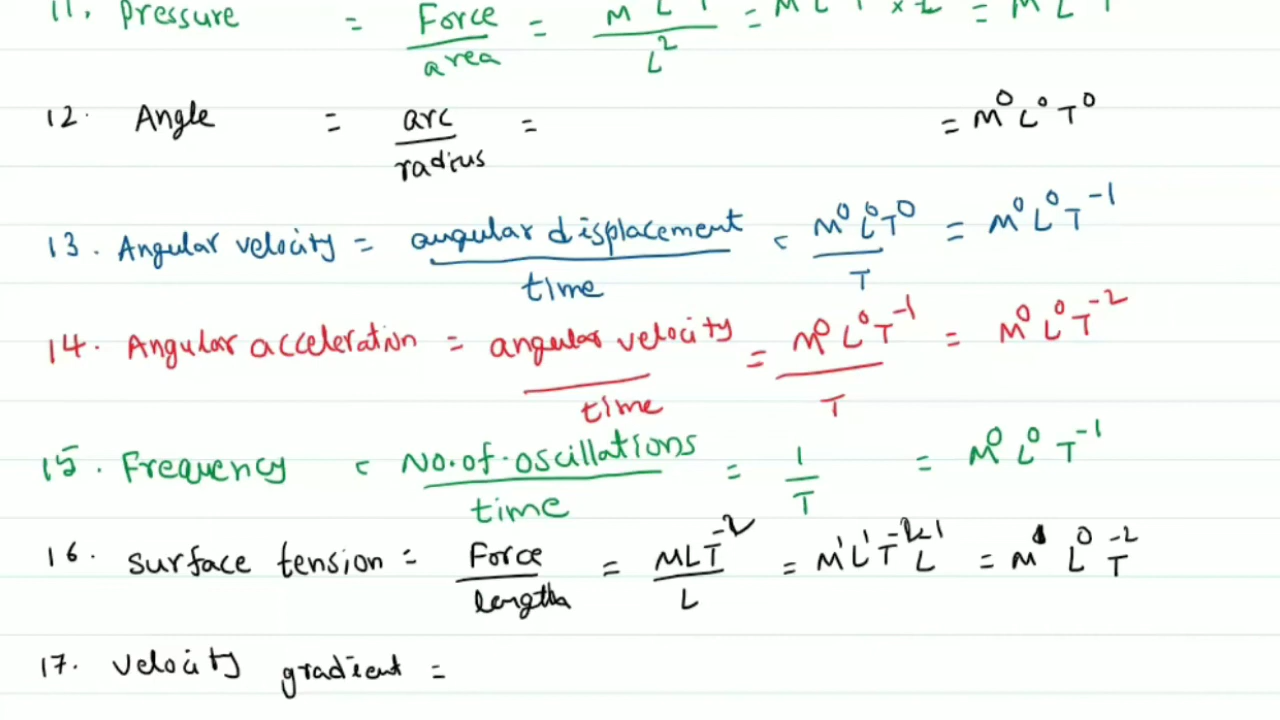 11. Pressure = Force/area = M L T / L² = M L T × L = M L T
12. Angle = arc/radius = = M⁰ L⁰ T⁰
13. Angular velocity = angular displacement/time = M⁰ L⁰ T⁰/T = M⁰ L⁰ T⁻¹
14. Angular acceleration = angular velocity/time = M⁰ L⁰ T⁻¹/T = M⁰ L⁰ T⁻²
15. Frequency = No.of.oscillations/time = 1/T = M⁰ L⁰ T⁻¹
16. surface tension = Force/length = MLT⁻²/L = M¹ L¹ T⁻² L⁻¹ = M¹ L⁰ T⁻²
17. velocity gradient =